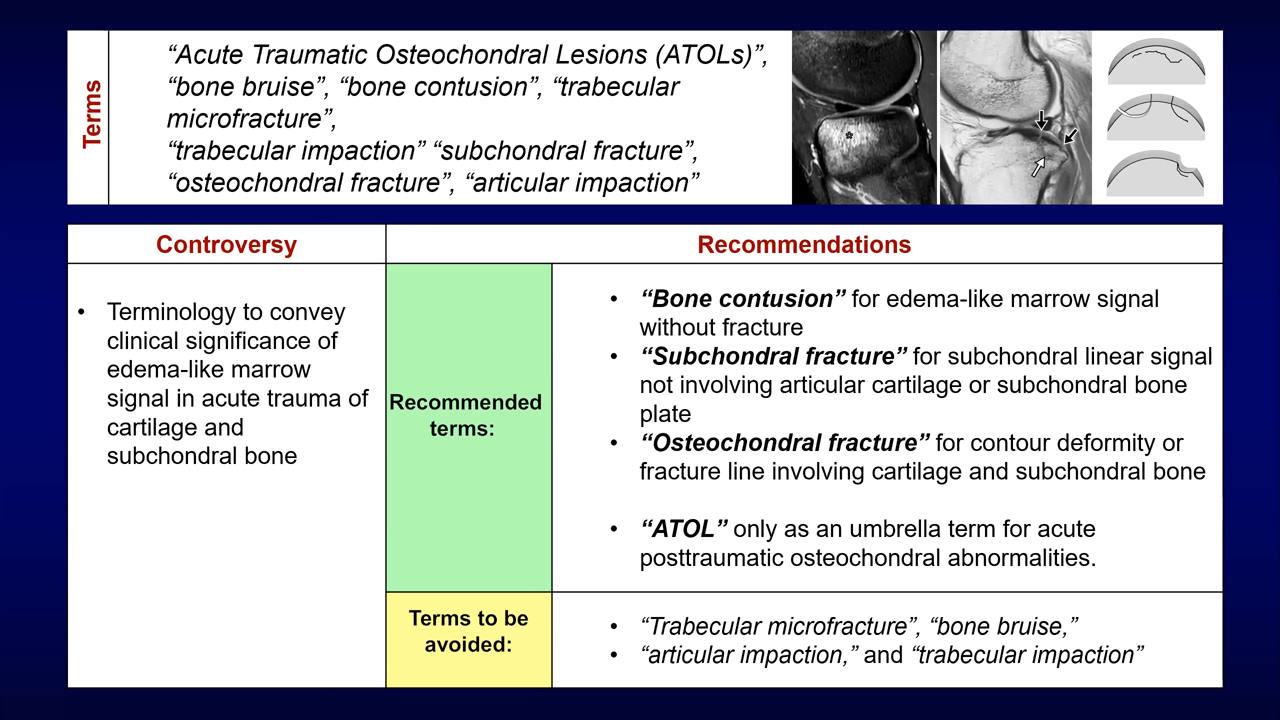 Terms
“Acute Traumatic Osteochondral Lesions (ATOLs)”,
“bone bruise”, “bone contusion”, “trabecular
microfracture”,
“trabecular impaction” “subchondral fracture”,
“osteochondral fracture”, “articular impaction”
Controversy
Recommendations
• Terminology to convey
clinical significance of
edema-like marrow
signal in acute trauma of
cartilage and
subchondral bone
Recommended
terms:
• “Bone contusion” for edema-like marrow signal
without fracture
• “Subchondral fracture” for subchondral linear signal
not involving articular cartilage or subchondral bone
plate
• “Osteochondral fracture” for contour deformity or
fracture line involving cartilage and subchondral bone
• “ATOL” only as an umbrella term for acute
posttraumatic osteochondral abnormalities.
Terms to be
avoided:
• “Trabecular microfracture”, “bone bruise,”
• “articular impaction,” and “trabecular impaction”